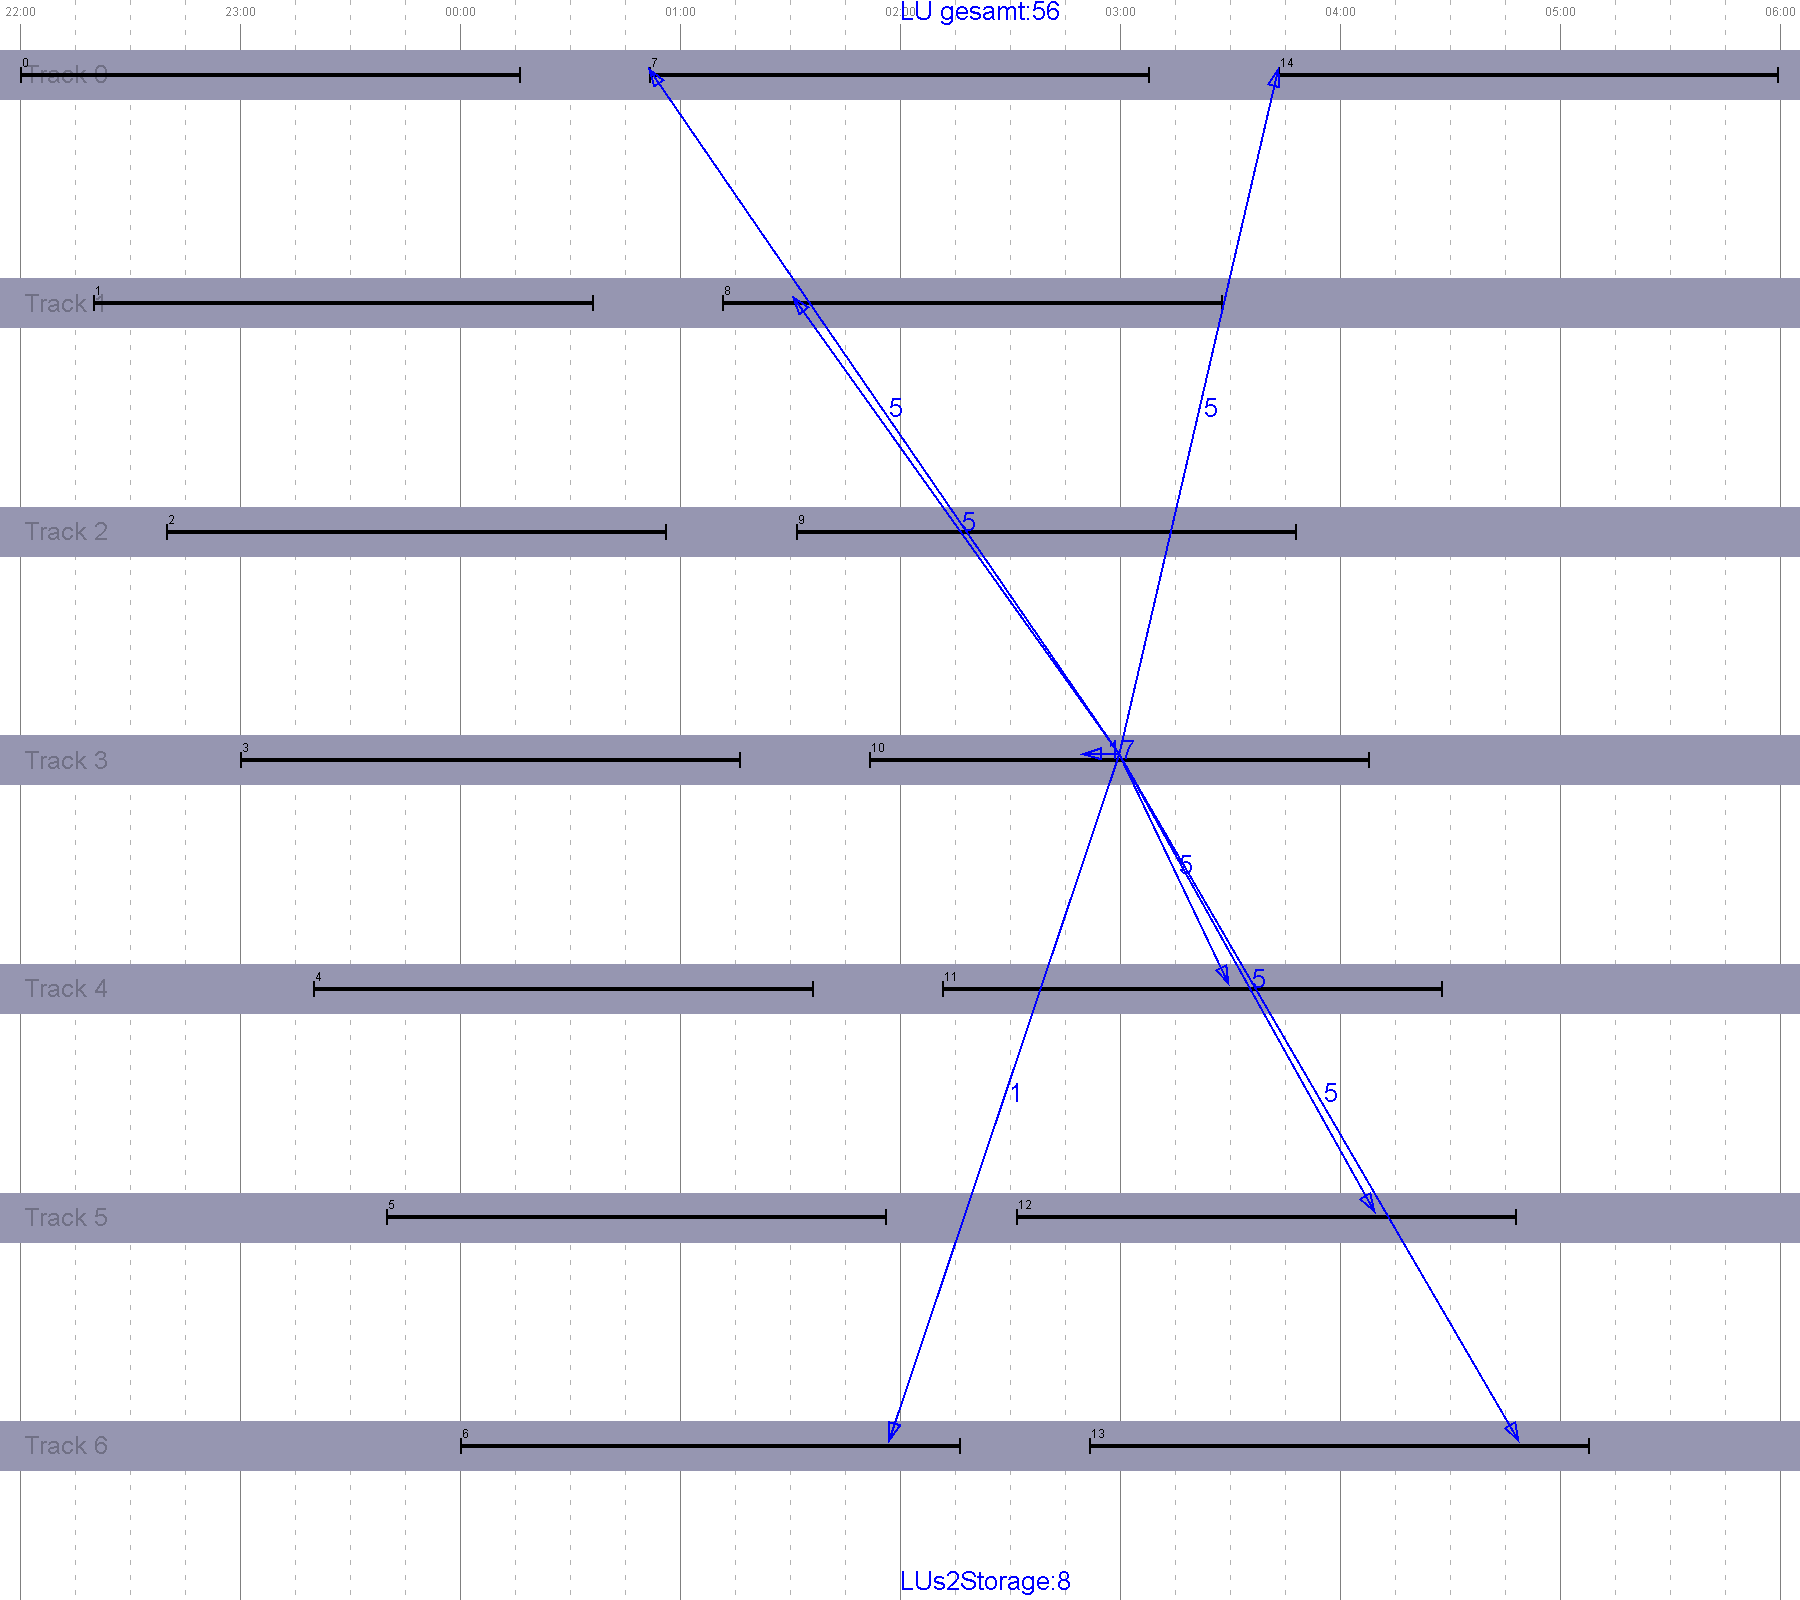 22:00 23:00 00:00 01:00 02:00 03:00 04:00 05:00 06:00
LU gesamt:56
0 7 14
Track 0
1 8
Track 1
5 5
2 9 5
Track 2
3 10 17
Track 3
5
4 11 5
Track 4
1 5
5 12
Track 5
6 13
Track 6
LUs2Storage:8